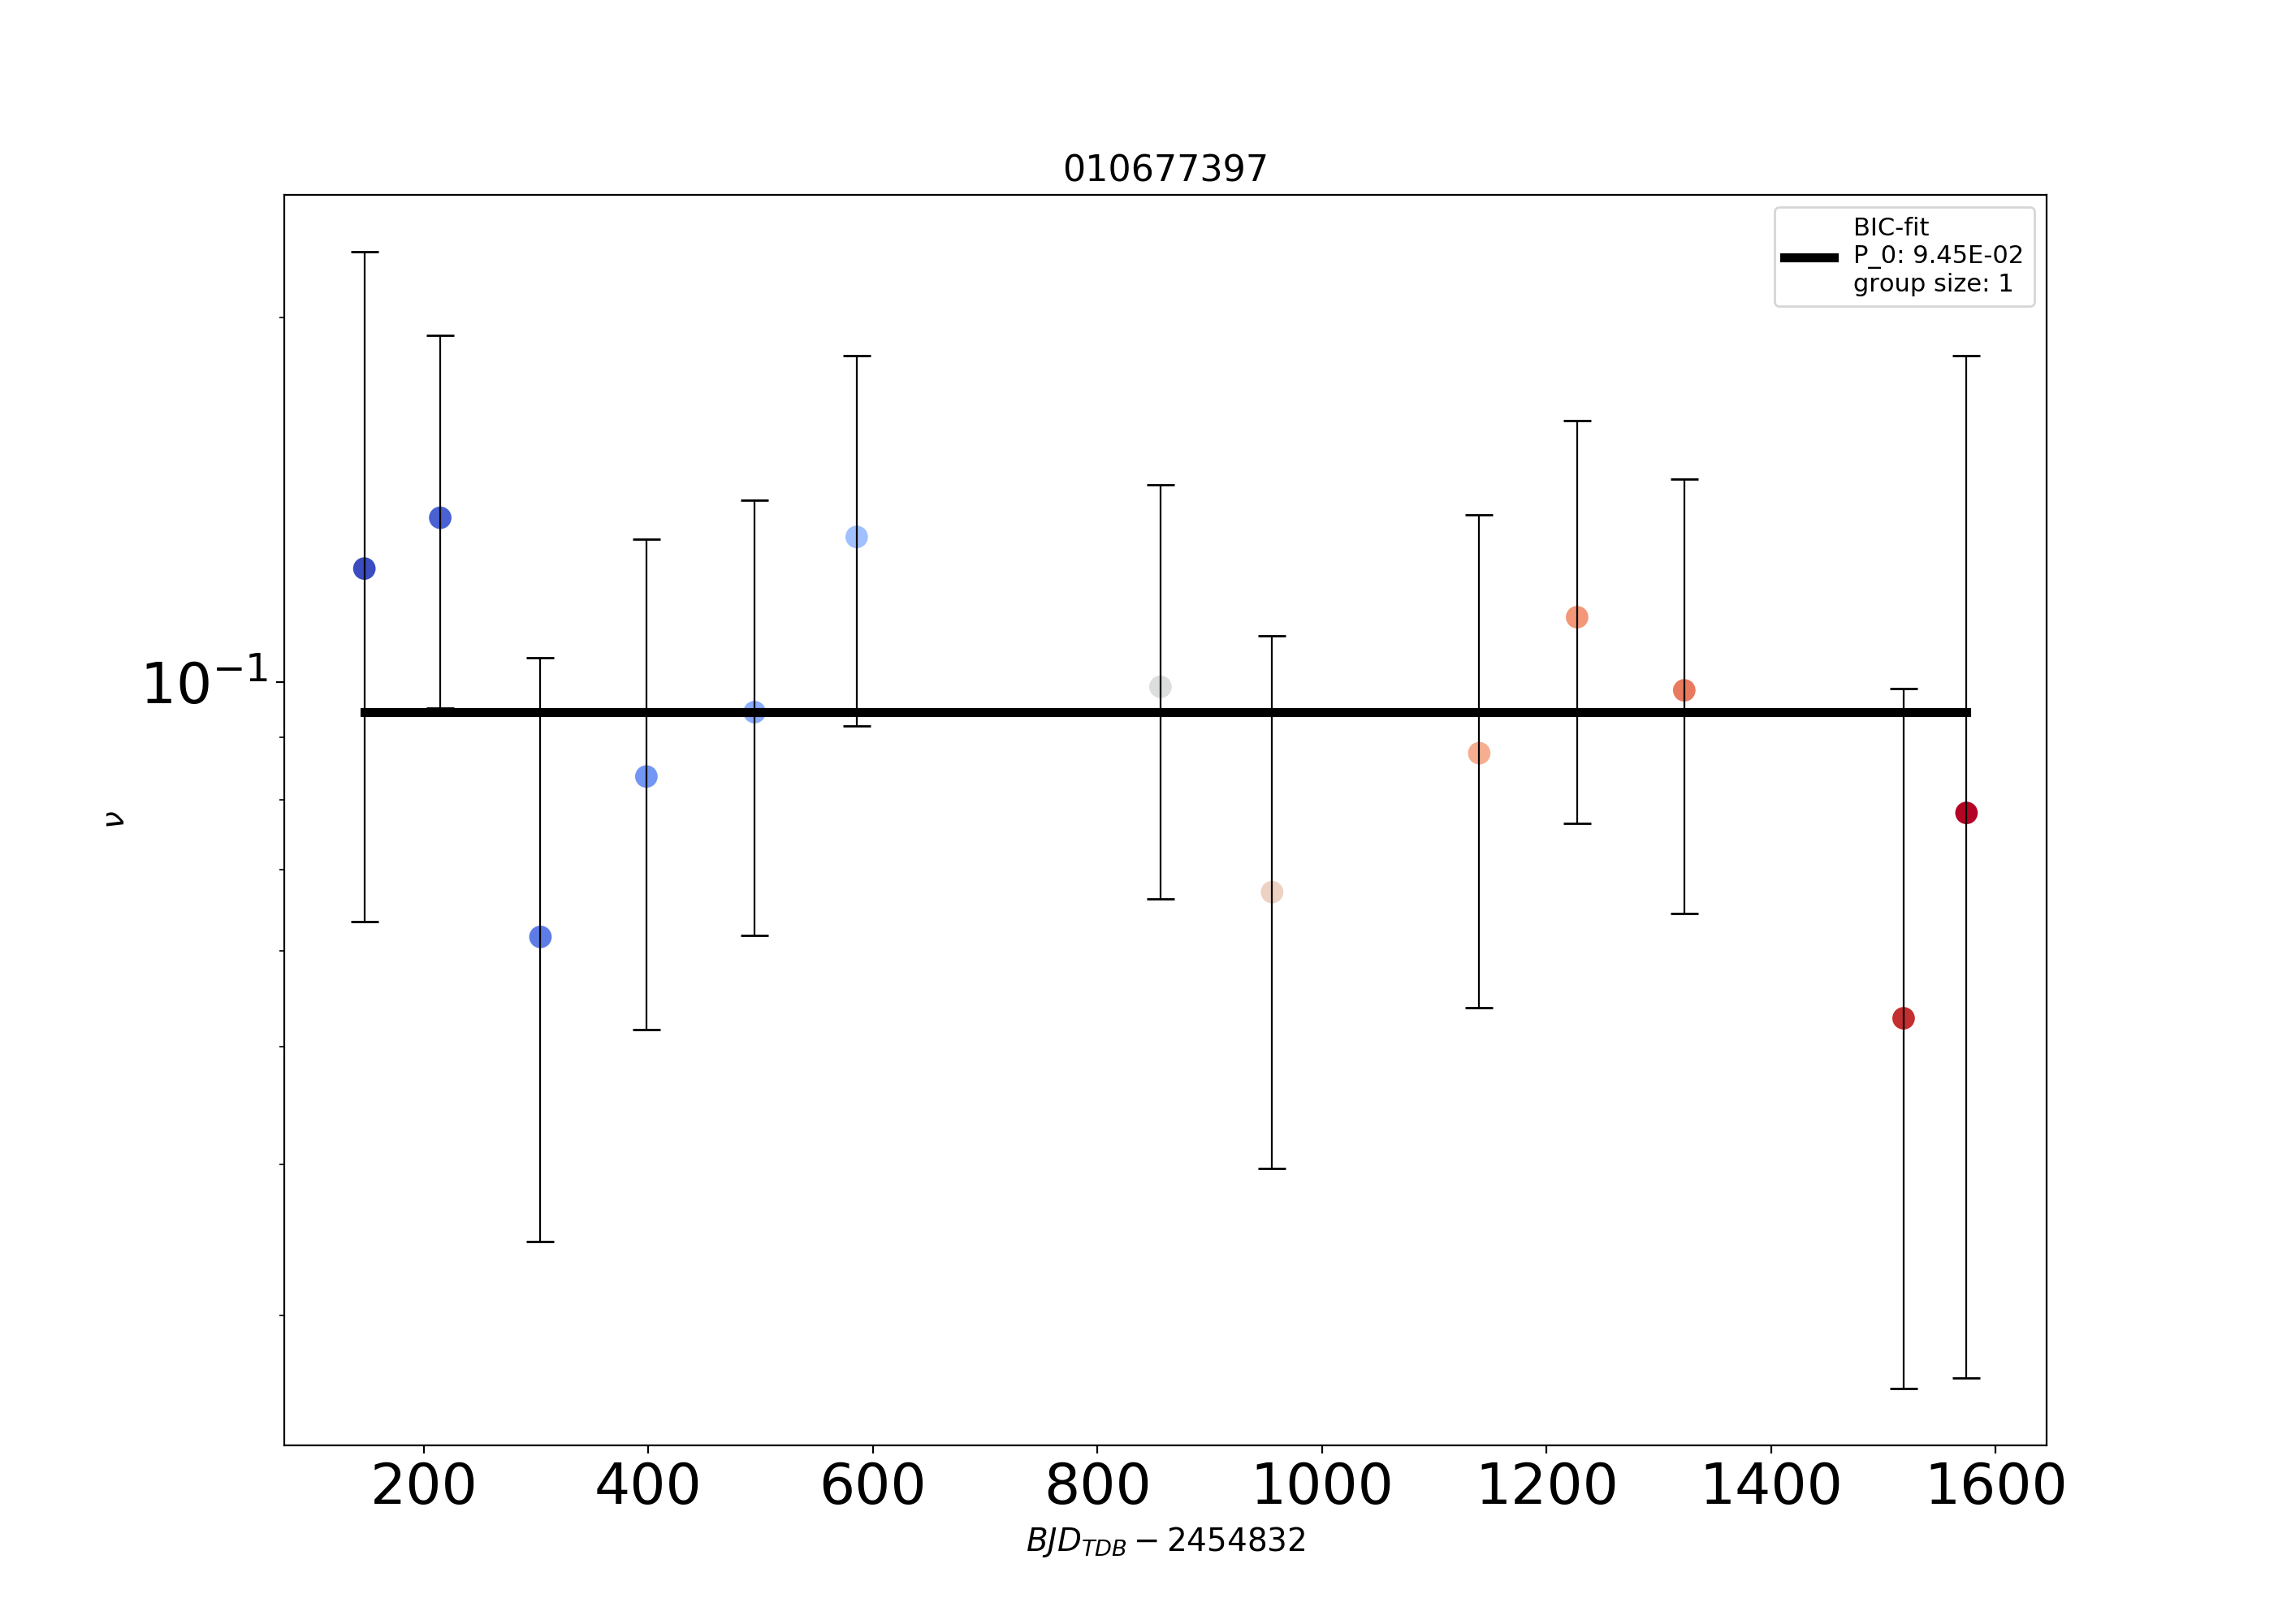 010677397
BIC-fit
P_0: 9.45E-02
group size: 1
10⁻¹
ν
200 400 600 800 1000 1200 1400 1600
BJD_TDB − 2454832